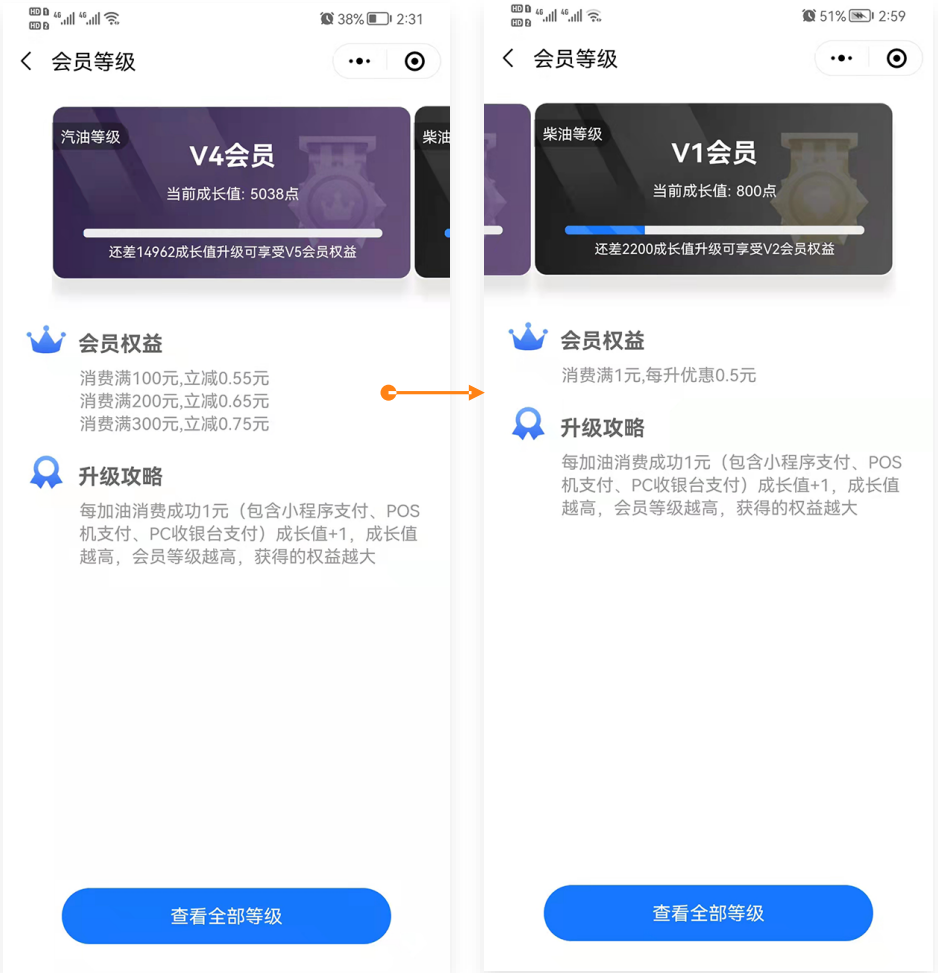 HD 1 4G 4G 38% 2:31
HD 2
会员等级
汽油等级
柴油
V4会员
当前成长值: 5038点
还差14962成长值升级可享受V5会员权益
会员权益
消费满100元,立减0.55元
消费满200元,立减0.65元
消费满300元,立减0.75元
升级攻略
每加油消费成功1元（包含小程序支付、POS
机支付、PC收银台支付）成长值+1，成长值
越高，会员等级越高，获得的权益越大
查看全部等级
HD 1 4G 4G 51% 2:59
HD 2
会员等级
柴油等级
V1会员
当前成长值: 800点
还差2200成长值升级可享受V2会员权益
会员权益
消费满1元,每升优惠0.5元
升级攻略
每加油消费成功1元（包含小程序支付、POS
机支付、PC收银台支付）成长值+1，成长值
越高，会员等级越高，获得的权益越大
查看全部等级